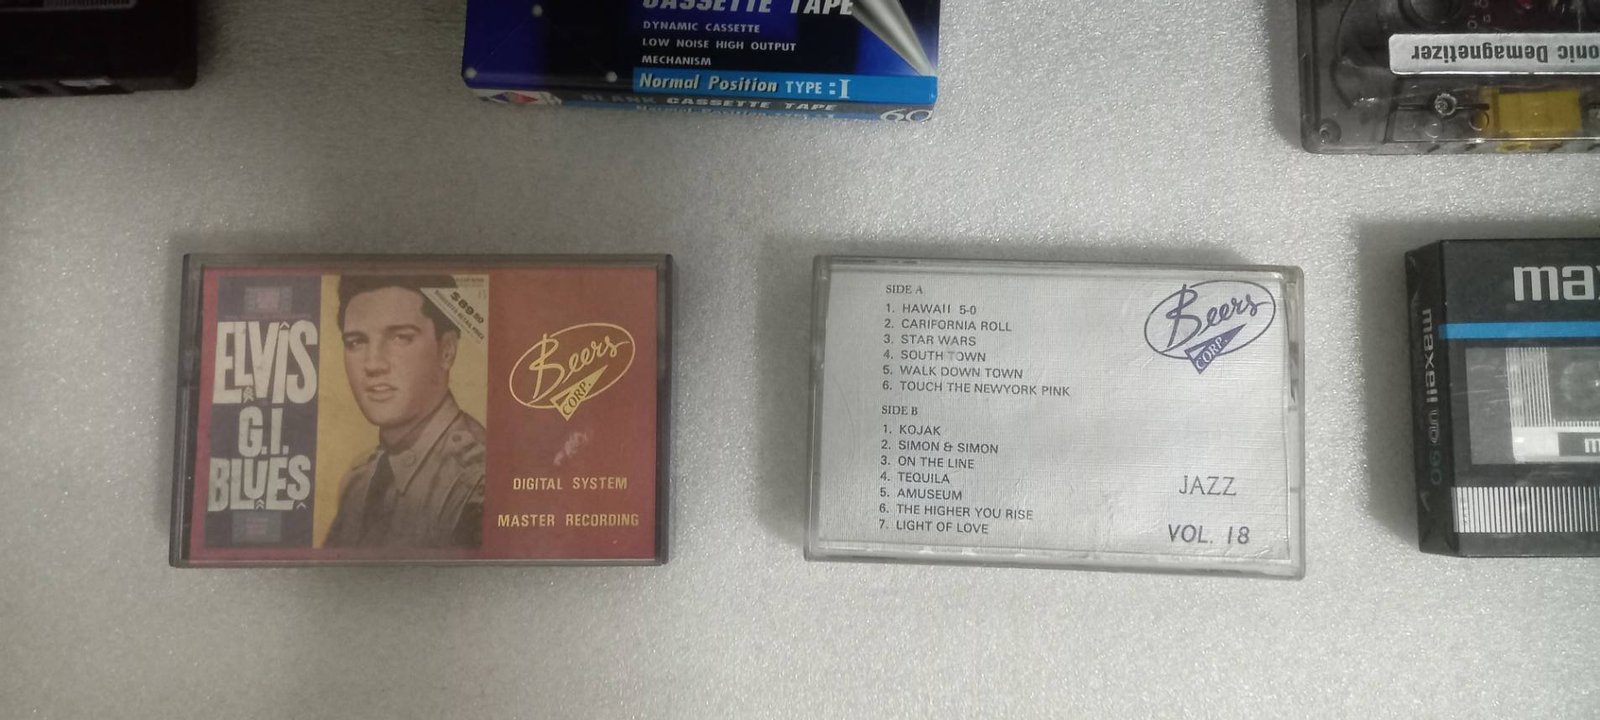 CASSETTE TAPE
DYNAMIC CASSETTE
LOW NOISE HIGH OUTPUT
MECHANISM
Normal Position TYPE : I
BLANK CASSETTE TAPE
60
onic Demagnetizer
ELVIS
G.I.
BLUES
$89.50
Beers
CORP.
DIGITAL SYSTEM
MASTER RECORDING
SIDE A
1. HAWAII 5-0
2. CARIFORNIA ROLL
3. STAR WARS
4. SOUTH TOWN
5. WALK DOWN TOWN
6. TOUCH THE NEWYORK PINK
SIDE B
1. KOJAK
2. SIMON & SIMON
3. ON THE LINE
4. TEQUILA
5. AMUSEUM
6. THE HIGHER YOU RISE
7. LIGHT OF LOVE
Beers
CORP.
JAZZ
VOL. 18
max
maxell UD 90